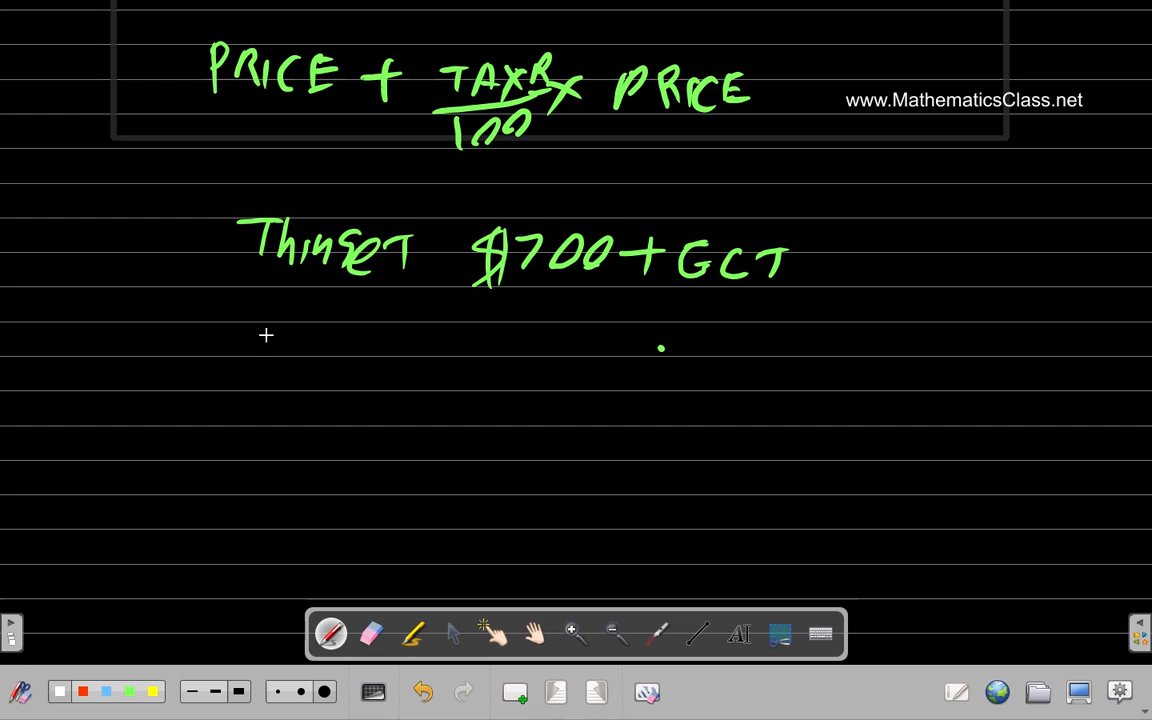 PRICE + TAXR/100 x PRICE
www.MathematicsClass.net
ThinSeT $700 + GCT